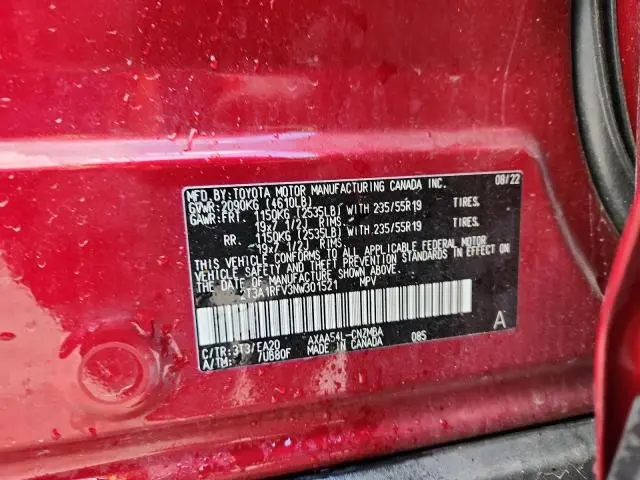 MFD. BY: TOYOTA MOTOR MANUFACTURING CANADA INC. 08/22
GVWR: 2090KG (4610LB)
GAWR: FRT. 1150KG (2535LB) WITH 235/55R19 TIRES.
19x7 1/2J RIMS
RR. 1150KG (2535LB) WITH 235/55R19 TIRES.
19x7 1/2J RIMS.
THIS VEHICLE CONFORMS TO ALL APPLICABLE FEDERAL MOTOR
VEHICLE SAFETY AND THEFT PREVENTION STANDARDS IN EFFECT ON
THE DATE OF MANUFACTURE SHOWN ABOVE.
T3A1RFV3NW301521 MPV
C/TR: 3T3/EA20 AXAA54L-CNZMBA A
A/TM: 7U680F MADE IN CANADA 085